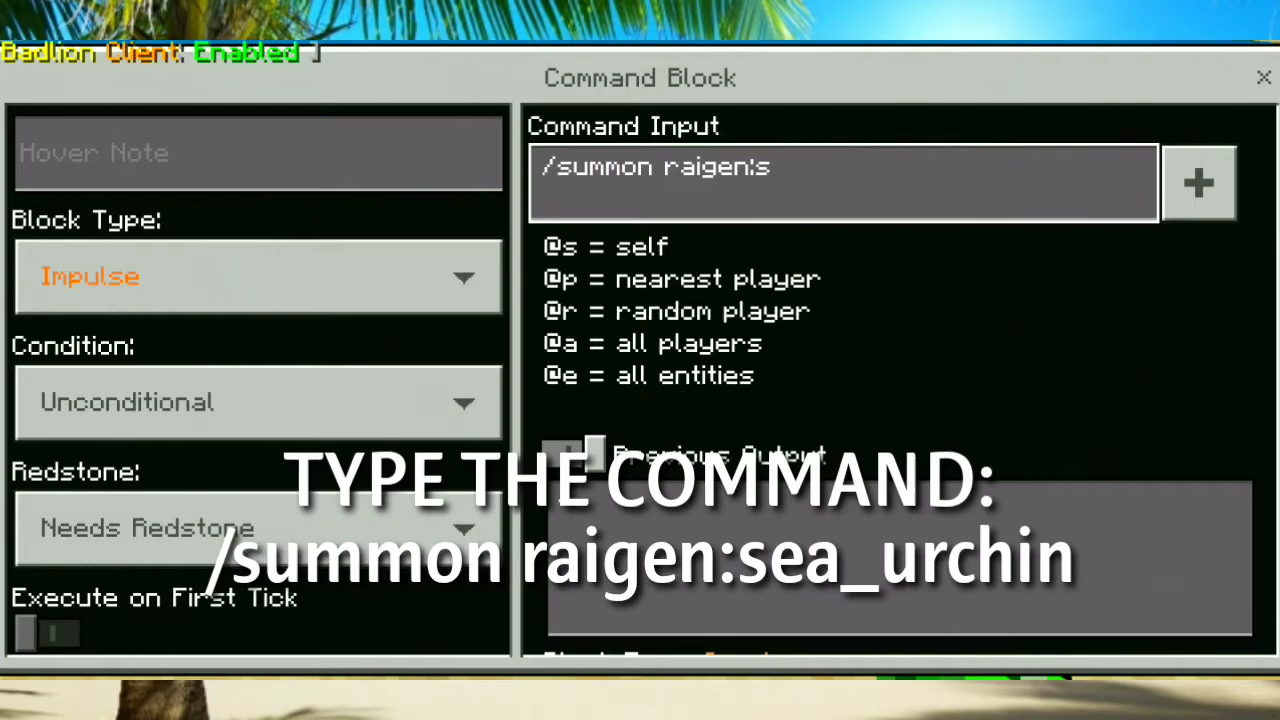 Badlion Client: Enabled ]
Command Block
Hover Note
Block Type:
Impulse
Condition:
Unconditional
Redstone:
Needs Redstone
Execute on First Tick
Command Input
/summon raigen:s
@s = self
@p = nearest player
@r = random player
@a = all players
@e = all entities
Previous Output
TYPE THE COMMAND:
/summon raigen:sea_urchin